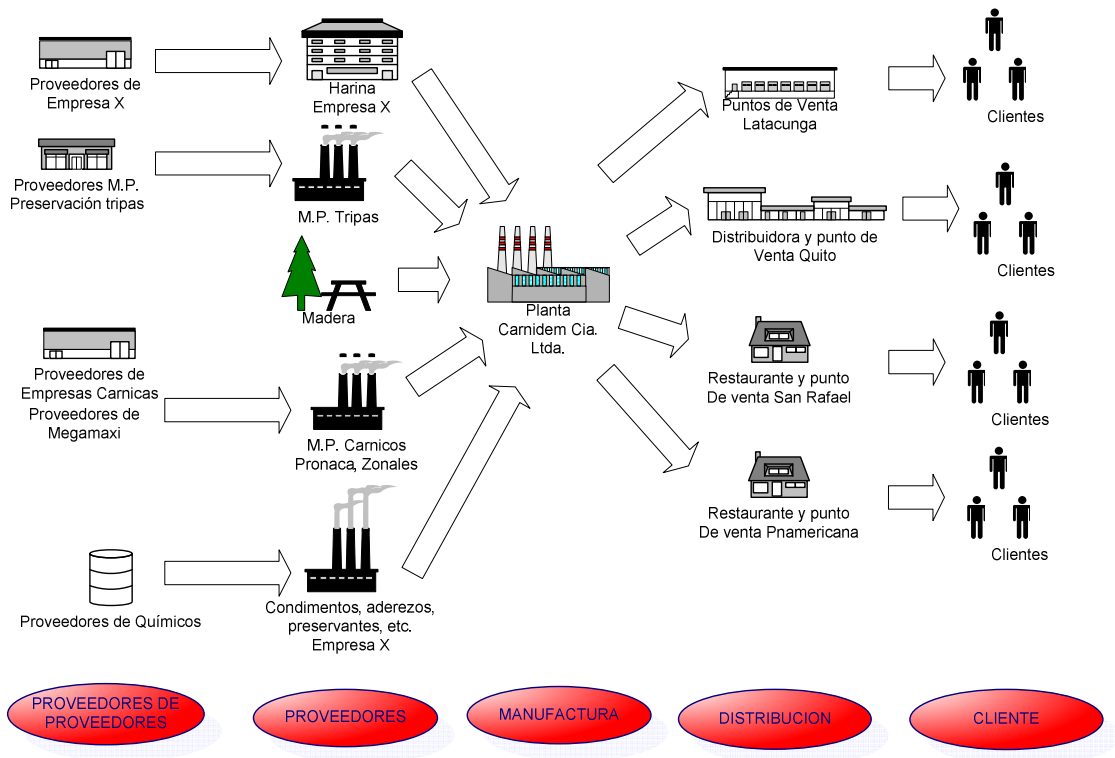 Proveedores de
Empresa X
Harina
Empresa X
Proveedores M.P.
Preservación tripas
M.P. Tripas
Madera
Proveedores de
Empresas Carnicas
Proveedores de
Megamaxi
M.P. Carnicos
Pronaca, Zonales
Proveedores de Químicos
Condimentos, aderezos,
preservantes, etc.
Empresa X
Planta
Carnidem Cia.
Ltda.
Puntos de Venta
Latacunga
Clientes
Distribuidora y punto de
Venta Quito
Clientes
Restaurante y punto
De venta San Rafael
Clientes
Restaurante y punto
De venta Pnamericana
Clientes
PROVEEDORES DE
PROVEEDORES
PROVEEDORES
MANUFACTURA
DISTRIBUCION
CLIENTE